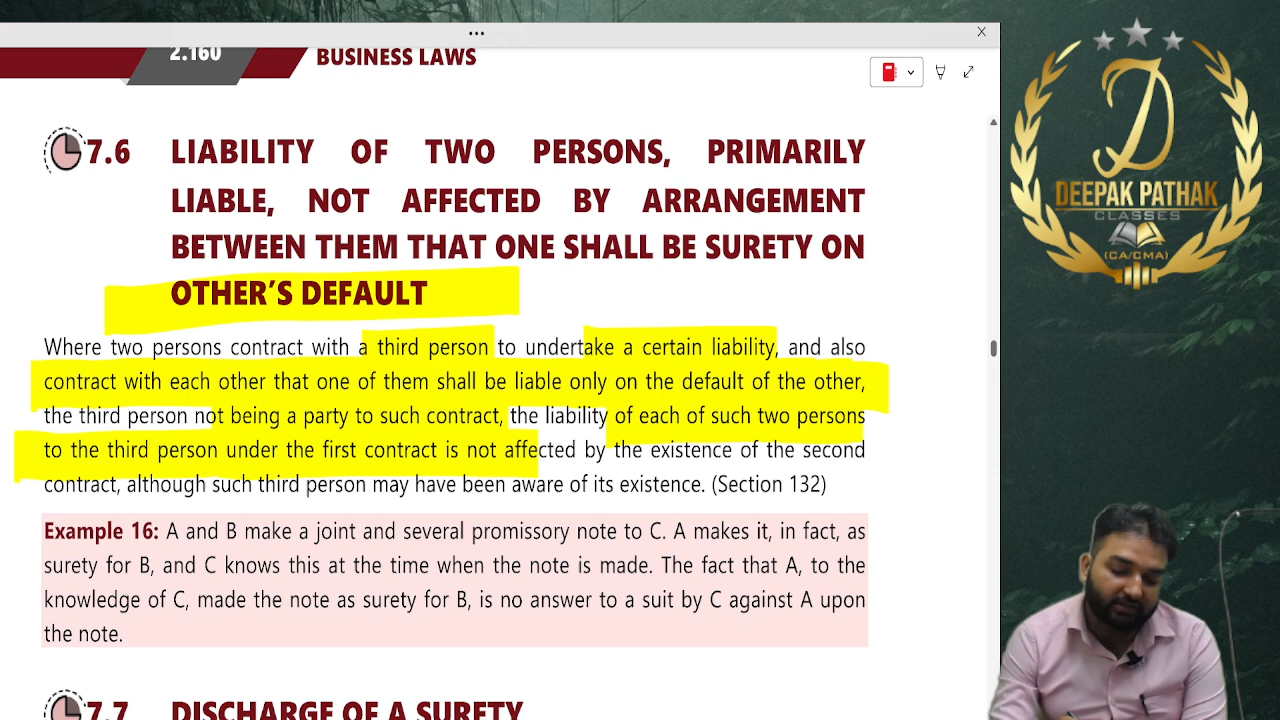 2.160
BUSINESS LAWS
7.6 LIABILITY OF TWO PERSONS, PRIMARILY
LIABLE, NOT AFFECTED BY ARRANGEMENT
BETWEEN THEM THAT ONE SHALL BE SURETY ON
OTHER'S DEFAULT
Where two persons contract with a third person to undertake a certain liability, and also
contract with each other that one of them shall be liable only on the default of the other,
the third person not being a party to such contract, the liability of each of such two persons
to the third person under the first contract is not affected by the existence of the second
contract, although such third person may have been aware of its existence. (Section 132)
Example 16: A and B make a joint and several promissory note to C. A makes it, in fact, as
surety for B, and C knows this at the time when the note is made. The fact that A, to the
knowledge of C, made the note as surety for B, is no answer to a suit by C against A upon
the note.
7.7 DISCHARGE OF A SURETY
D
DEEPAK PATHAK
CLASSES
(CA/CMA)